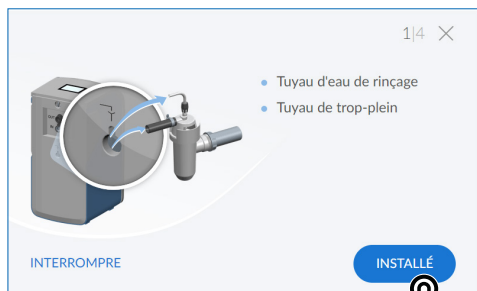 1|4
Tuyau d'eau de rinçage
Tuyau de trop-plein
INTERROMPRE
INSTALLÉ